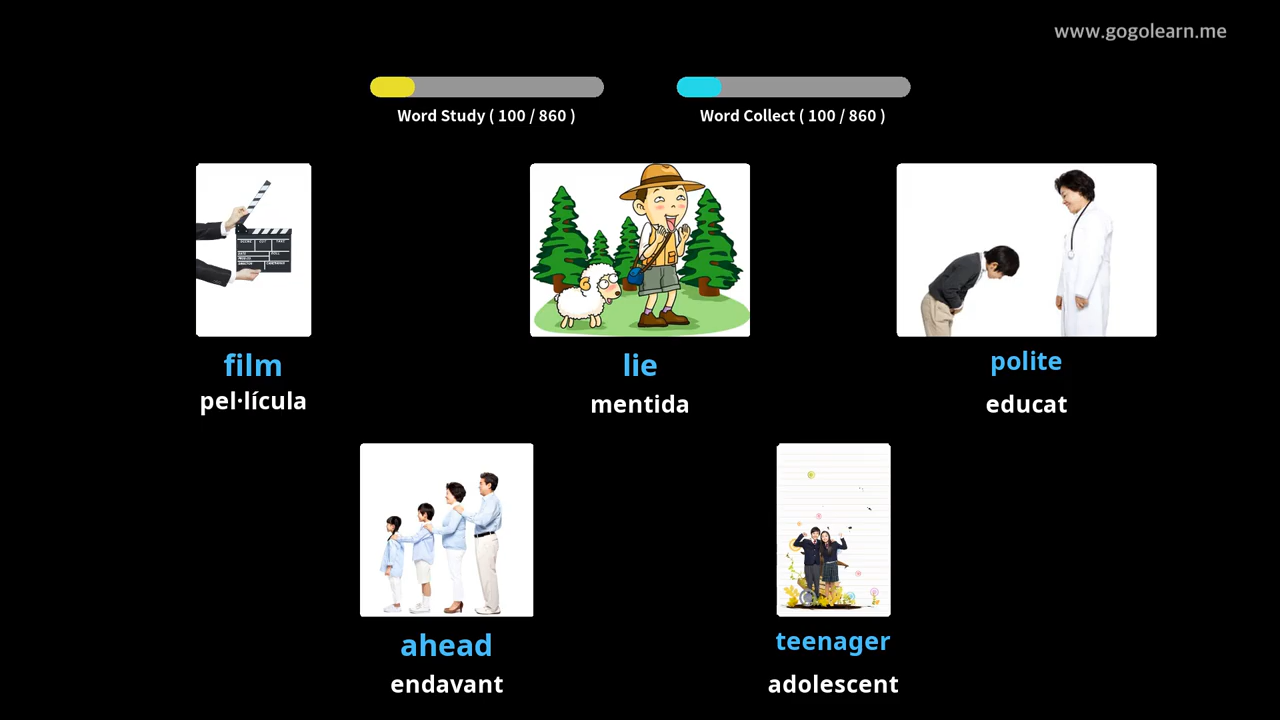 www.gogolearn.me
Word Study ( 100 / 860 )
Word Collect ( 100 / 860 )
film
pel·lícula
lie
mentida
polite
educat
ahead
endavant
teenager
adolescent